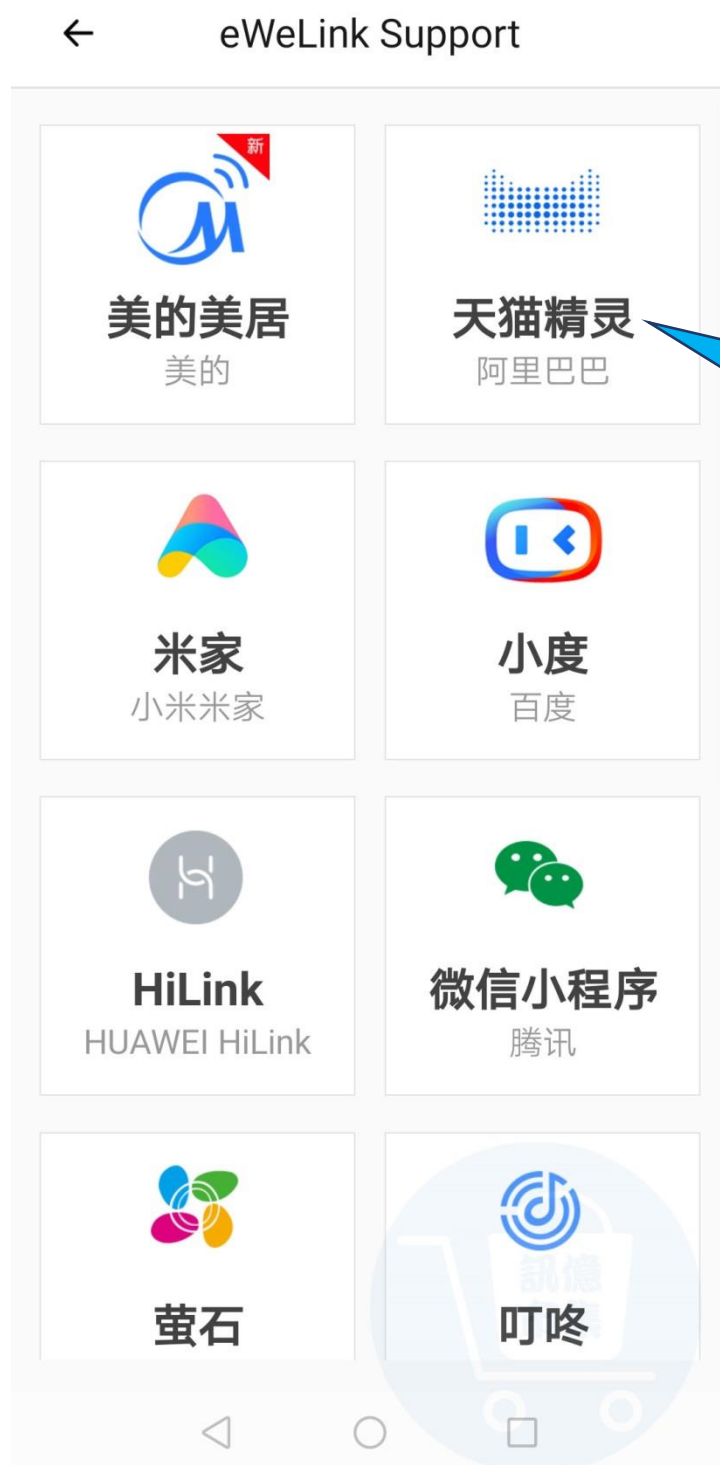 eWeLink Support
新
美的美居
美的
天猫精灵
阿里巴巴
米家
小米米家
小度
百度
HiLink
HUAWEI HiLink
微信小程序
腾讯
萤石
叮咚
訊億